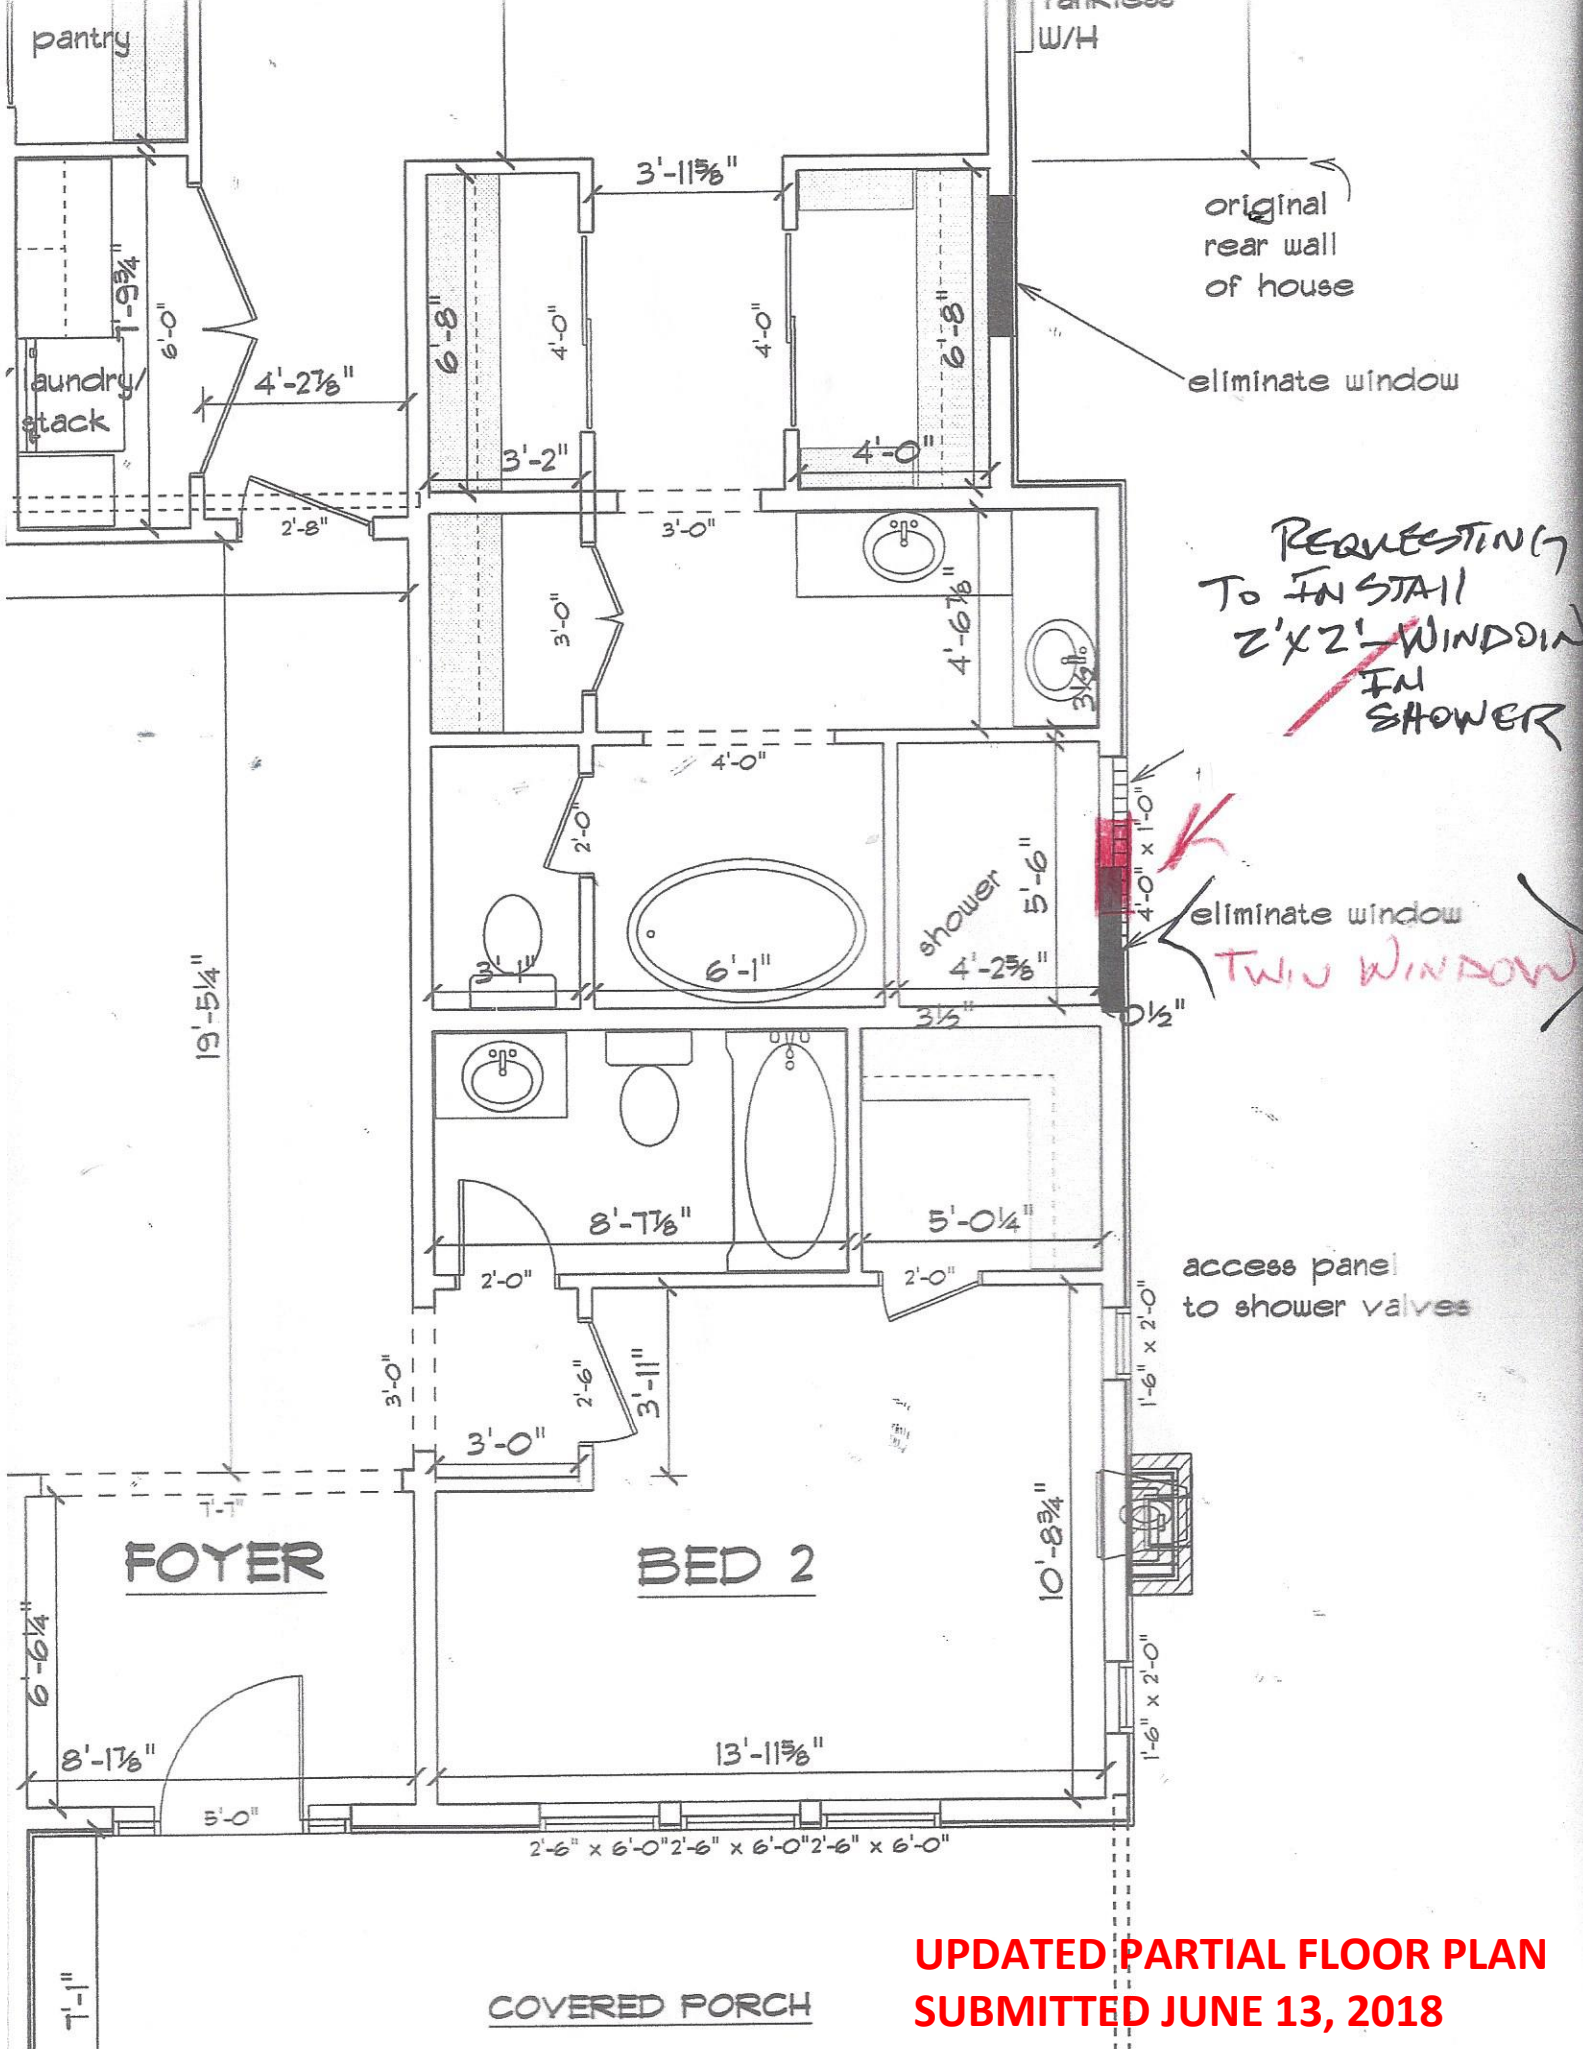 pantry
W/H
3'-11⅝"
original
rear wall
of house
1'-9¾"
6'-0"
6'-8"
4'-0"
4'-0"
6'-8"
laundry/
stack
4'-2⅞"
eliminate window
3'-2"
4'-0"
2'-8"
3'-0"
REQUESTING
TO INSTALL
2'X2'-WINDOW
IN
SHOWER
3'-0"
4'-6⅞"
3½"
4'-0"
2'-0"
4'-0" x 1'-0"
shower
5'-6"
eliminate window
TWIN WINDOW
3'-1"
6'-1"
4'-2⅝"
3½"
0½"
19'-5¼"
8'-7⅞"
5'-0¼"
2'-0"
2'-0"
access panel
to shower valves
1'-6" x 2'-0"
3'-0"
2'-6"
3'-11"
3'-0"
7'-7"
FOYER
BED 2
10'-8¾"
6'-6¼"
1'-6" x 2'-0"
8'-1⅞"
13'-11⅝"
5'-0"
2'-6" x 6'-0" 2'-6" x 6'-0" 2'-6" x 6'-0"
7'-1"
COVERED PORCH
UPDATED PARTIAL FLOOR PLAN
SUBMITTED JUNE 13, 2018